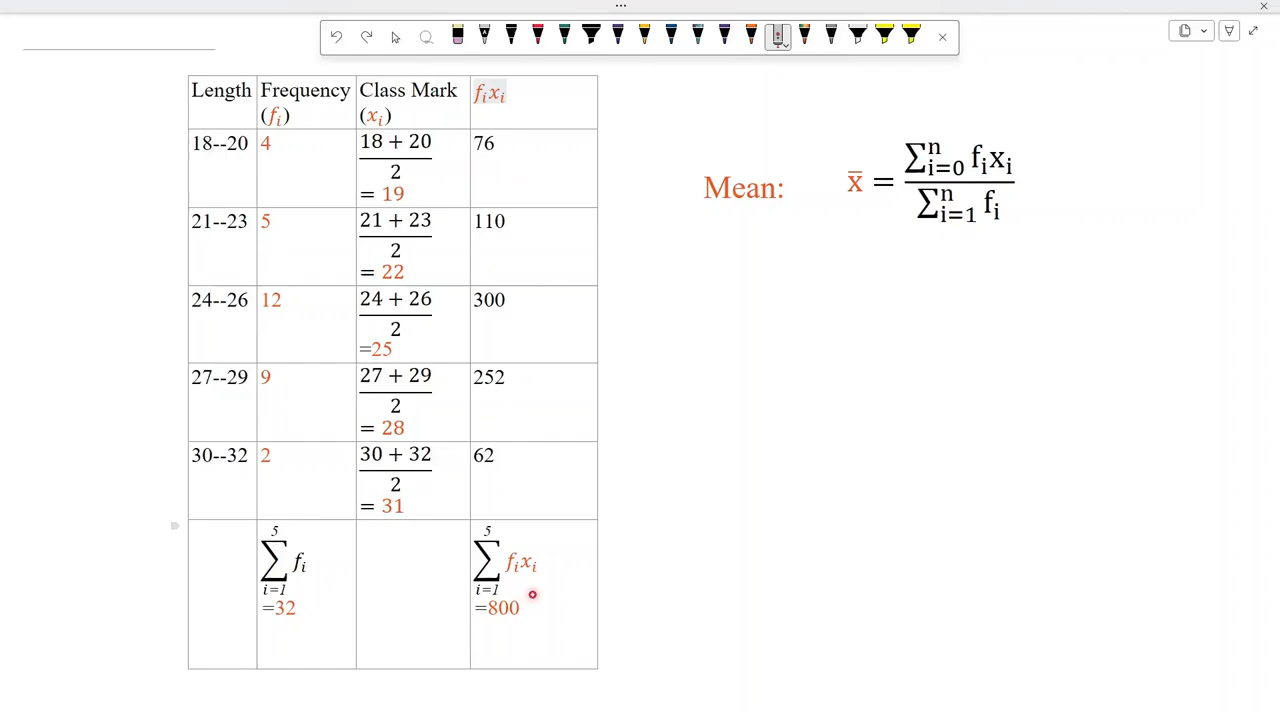 Length Frequency Class Mark fᵢxᵢ
(fᵢ) (xᵢ)
18--20 4 18 + 20 76
2
= 19
21--23 5 21 + 23 110
2
= 22
24--26 12 24 + 26 300
2
=25
27--29 9 27 + 29 252
2
= 28
30--32 2 30 + 32 62
2
= 31
5 5
∑ fᵢ ∑ fᵢxᵢ
i=1 i=1
=32 =800
Mean: x̄ = ∑ⁿᵢ₌₀ fᵢxᵢ
∑ⁿᵢ₌₁ fᵢ